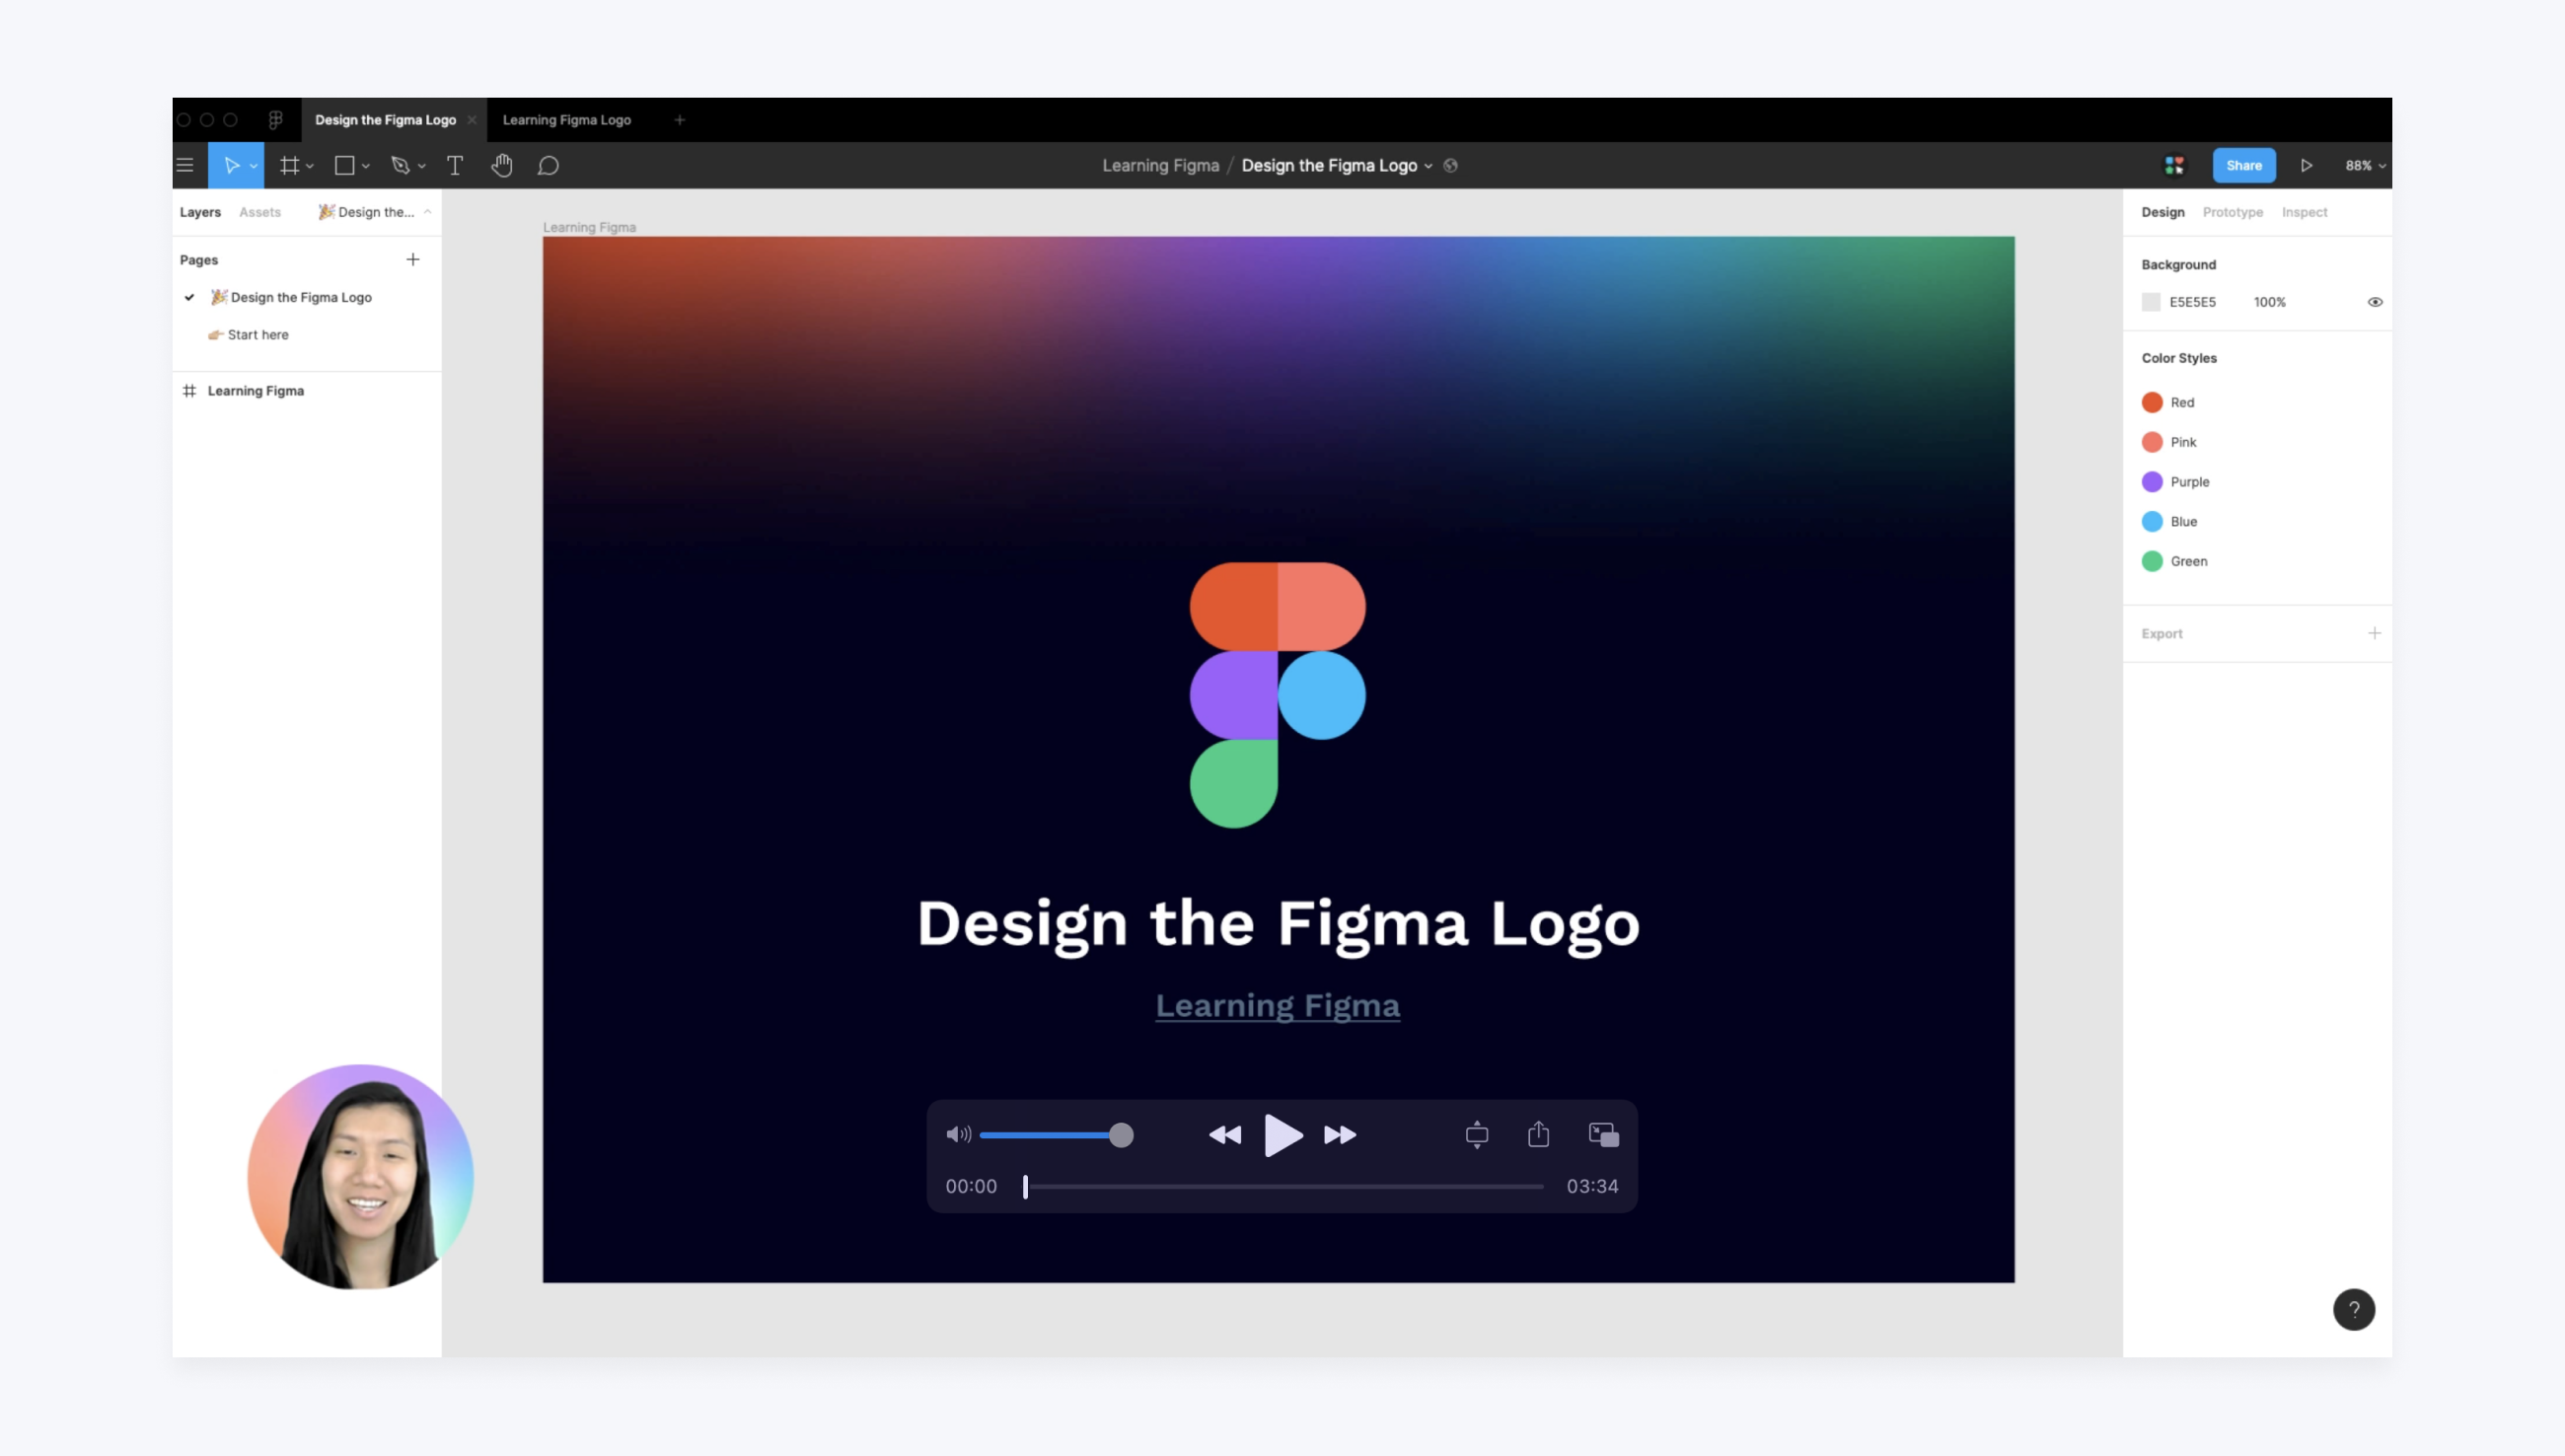 Design the Figma Logo
Learning Figma Logo
Learning Figma / Design the Figma Logo
Share
88%
Layers
Assets
Design the...
Pages
Design the Figma Logo
Start here
Learning Figma
Learning Figma
Design the Figma Logo
Learning Figma
00:00
03:34
Design
Prototype
Inspect
Background
E5E5E5 100%
Color Styles
Red
Pink
Purple
Blue
Green
Export
?